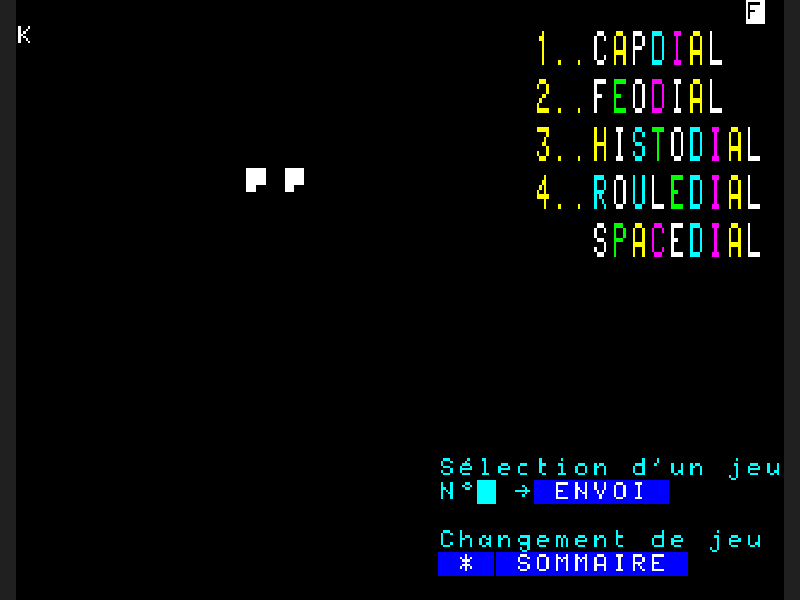 F
K
1..CAPDIAL
2..FEODIAL
3..HISTODIAL
4..ROULEDIAL
SPACEDIAL
Sélection d'un jeu
N° → ENVOI
Changement de jeu
* SOMMAIRE